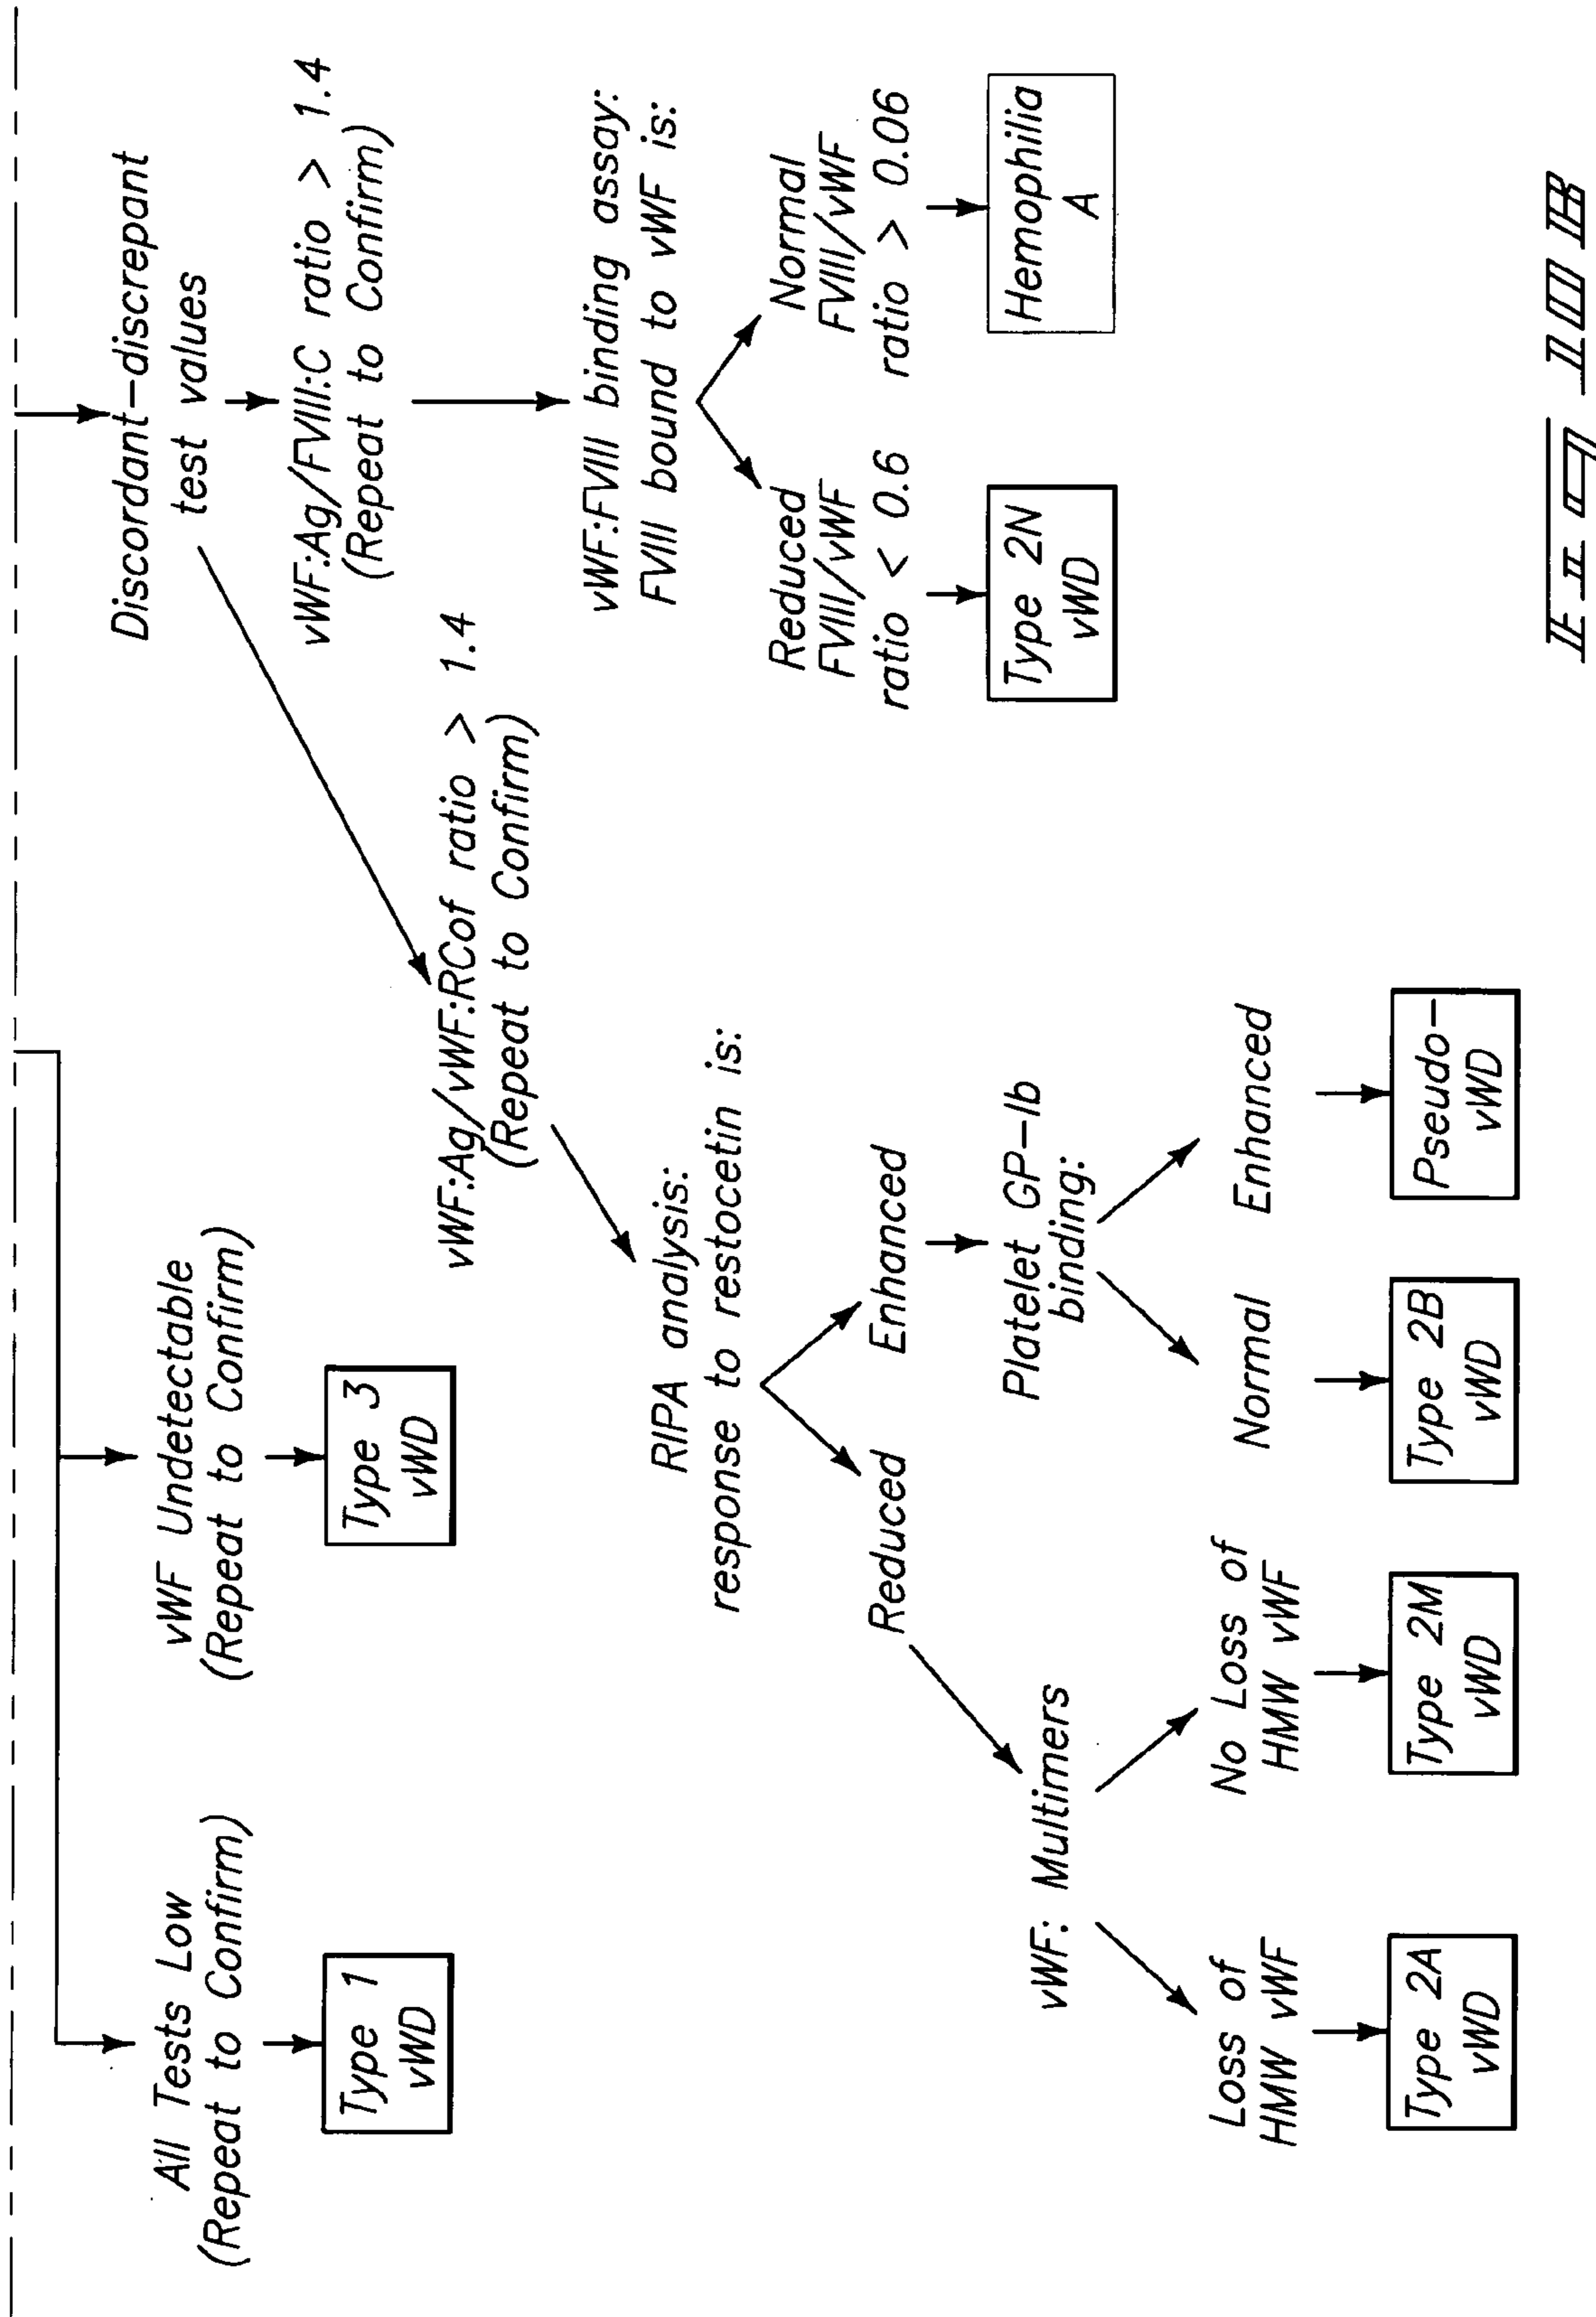 All Tests Low
(Repeat to Confirm)
Type 1
vWD
vWF Undetectable
(Repeat to Confirm)
Type 3
vWD
Discordant-discrepant
test values
vWF:Ag/FVIII:C ratio > 1.4
(Repeat to Confirm)
vWF:Ag/vWF:RCof ratio > 1.4
(Repeat to Confirm)
vWF:FVIII binding assay:
FVIII bound to vWF is:
Reduced
FVIII/vWF
ratio < 0.6
Normal
FVIII/vWF
ratio > 0.06
Type 2N
vWD
Hemophilia
A
RIPA analysis:
response to restocetin is:
Reduced
Enhanced
vWF: Multimers
Platelet GP-Ib
binding:
Loss of
HMW vWF
No Loss of
HMW vWF
Normal
Enhanced
Type 2A
vWD
Type 2M
vWD
Type 2B
vWD
Pseudo-
vWD